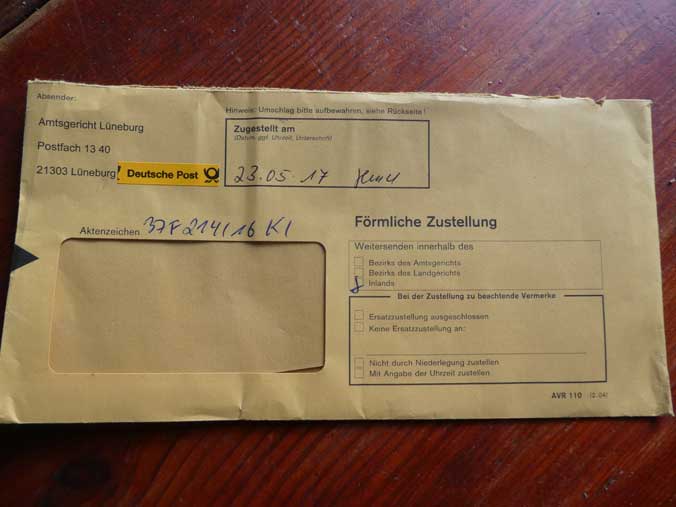 Absender:
Hinweis: Umschlag bitte aufbewahren, siehe Rückseite!
Amtsgericht Lüneburg
Postfach 13 40
21303 Lüneburg
Deutsche Post
Zugestellt am
(Datum, ggf. Uhrzeit, Unterschrift)
23.05.17
Aktenzeichen 37F214/16 KI
Förmliche Zustellung
Weitersenden innerhalb des
Bezirks des Amtsgerichts
Bezirks des Landgerichts
Inlands
Bei der Zustellung zu beachtende Vermerke
Ersatzzustellung ausgeschlossen
Keine Ersatzzustellung an:
Nicht durch Niederlegung zustellen
Mit Angabe der Uhrzeit zustellen
AVR 110